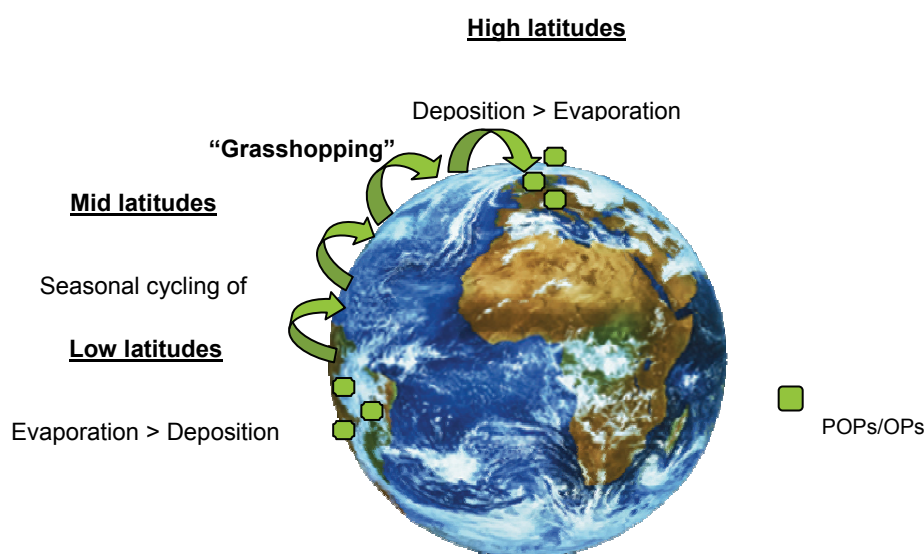 High latitudes
Deposition > Evaporation
“Grasshopping”
Mid latitudes
Seasonal cycling of
Low latitudes
Evaporation > Deposition
POPs/OPs